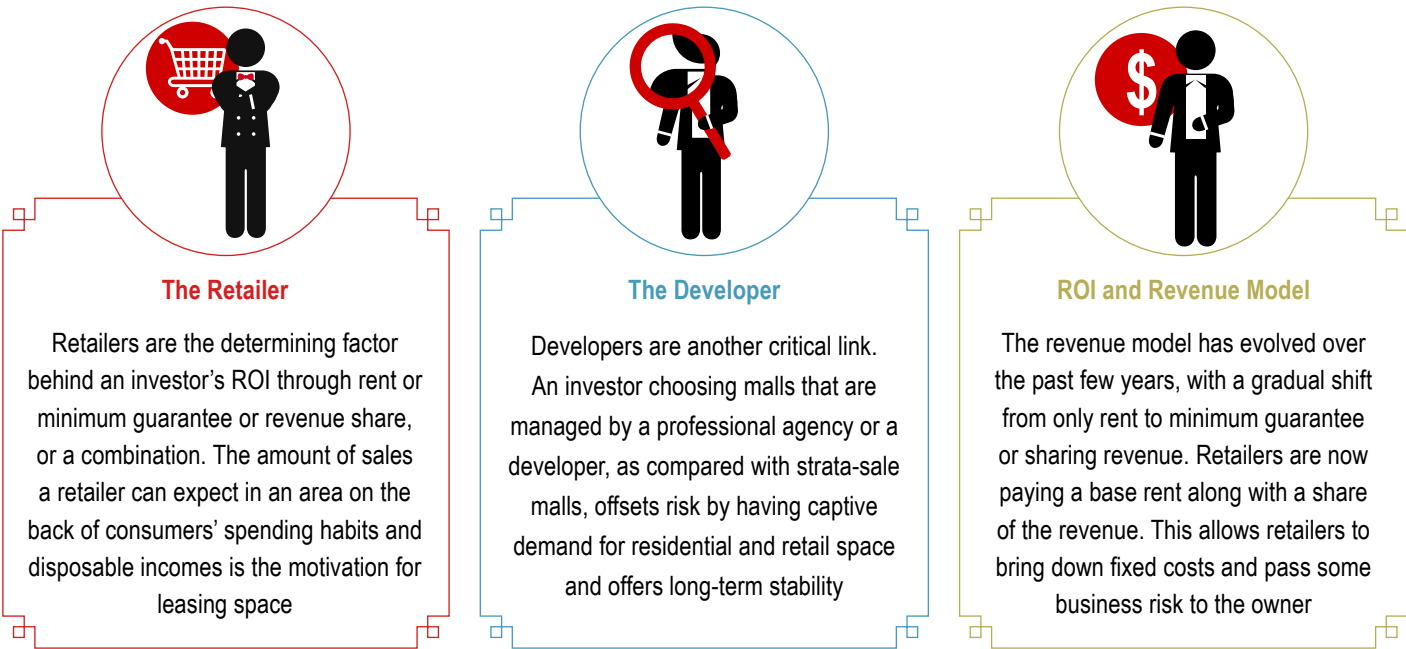 $
The Retailer
Retailers are the determining factor
behind an investor’s ROI through rent or
minimum guarantee or revenue share,
or a combination. The amount of sales
a retailer can expect in an area on the
back of consumers’ spending habits and
disposable incomes is the motivation for
leasing space
The Developer
Developers are another critical link.
An investor choosing malls that are
managed by a professional agency or a
developer, as compared with strata-sale
malls, offsets risk by having captive
demand for residential and retail space
and offers long-term stability
ROI and Revenue Model
The revenue model has evolved over
the past few years, with a gradual shift
from only rent to minimum guarantee
or sharing revenue. Retailers are now
paying a base rent along with a share
of the revenue. This allows retailers to
bring down fixed costs and pass some
business risk to the owner